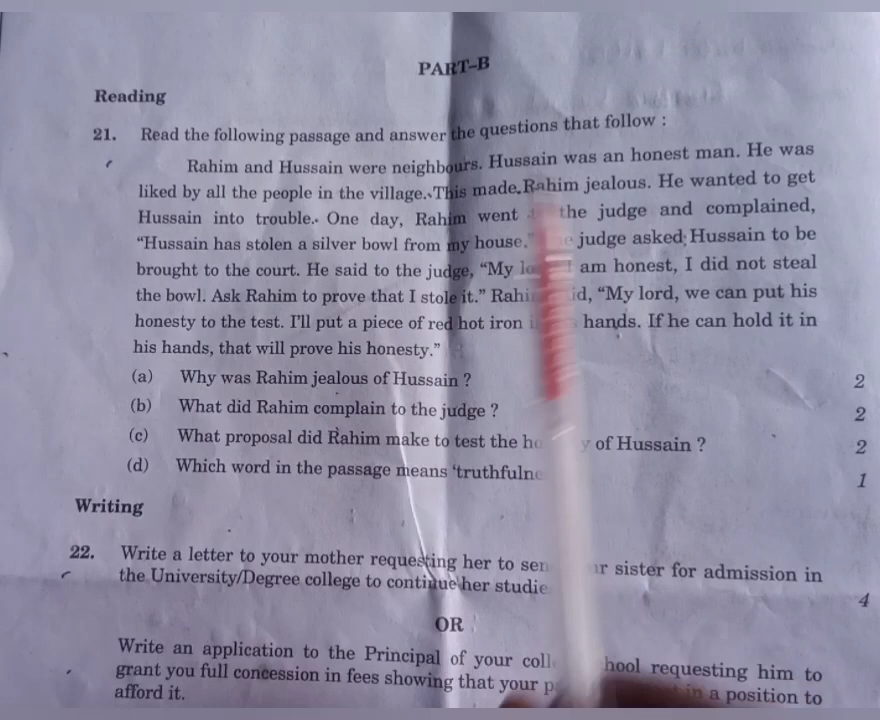 PART–B
Reading
21. Read the following passage and answer the questions that follow :
Rahim and Hussain were neighbours. Hussain was an honest man. He was
liked by all the people in the village. This made Rahim jealous. He wanted to get
Hussain into trouble. One day, Rahim went the judge and complained,
“Hussain has stolen a silver bowl from my house.” judge asked Hussain to be
brought to the court. He said to the judge, “My I am honest, I did not steal
the bowl. Ask Rahim to prove that I stole it.” “My lord, we can put his
honesty to the test. I’ll put a piece of red hot iron hands. If he can hold it in
his hands, that will prove his honesty.”
(a) Why was Rahim jealous of Hussain ? 2
(b) What did Rahim complain to the judge ? 2
(c) What proposal did Rahim make to test the of Hussain ? 2
(d) Which word in the passage means 1
Writing
22. Write a letter to your mother requesting her to sister for admission in
the University/Degree college to continue her 4
OR
Write an application to the Principal of your requesting him to
grant you full concession in fees showing that your in a position to
afford it.